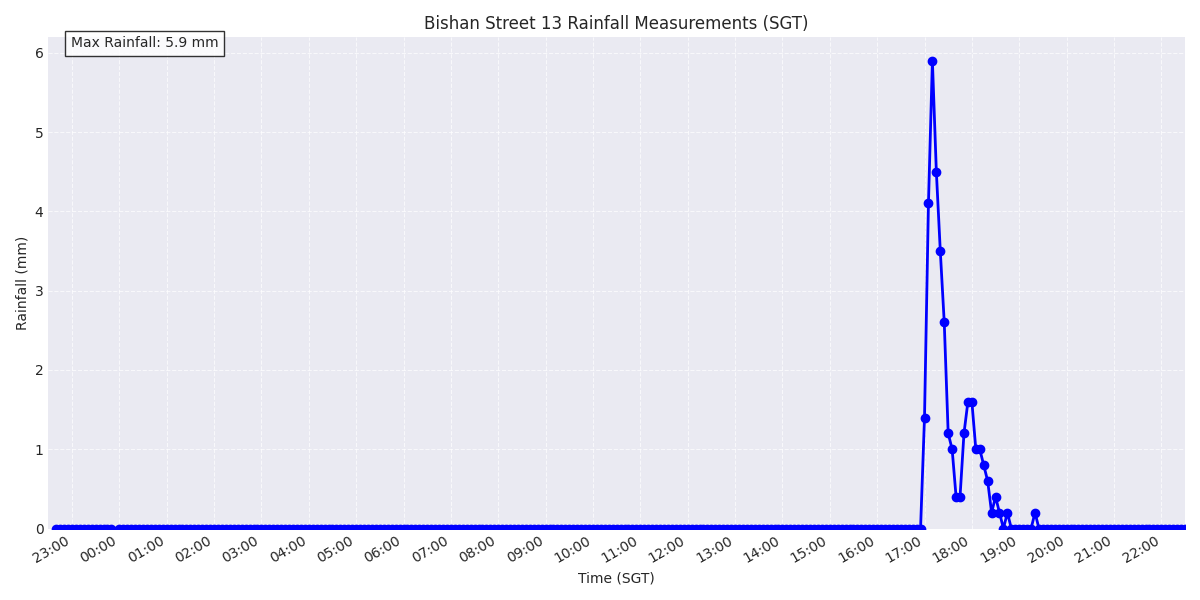 Bishan Street 13 Rainfall Measurements (SGT)
Max Rainfall: 5.9 mm
6
5
4
3
2
1
0
Rainfall (mm)
23:00 00:00 01:00 02:00 03:00 04:00 05:00 06:00 07:00 08:00 09:00 10:00 11:00 12:00 13:00 14:00 15:00 16:00 17:00 18:00 19:00 20:00 21:00 22:00
Time (SGT)